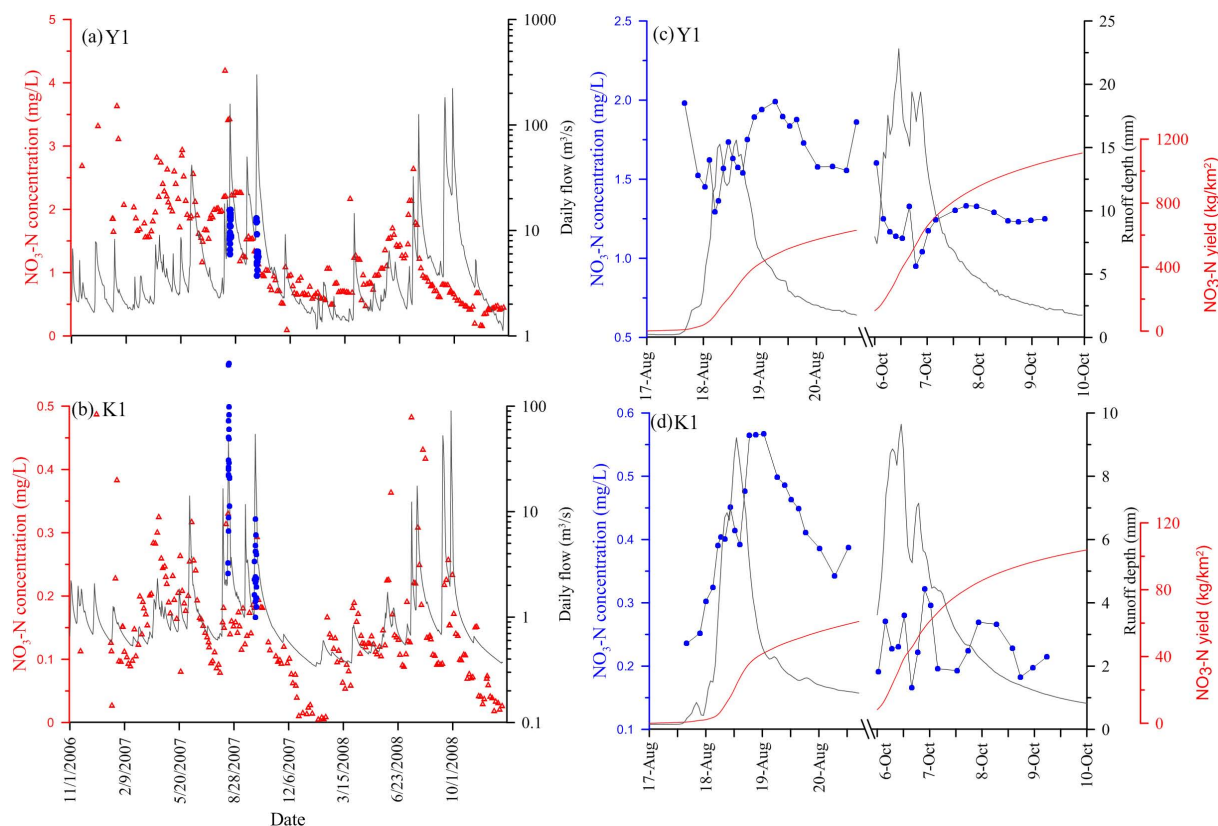 (a) Y1
NO3-N concentration (mg/L)
5
4
3
2
1
0
1000
100
10
1
Daily flow (m³/s)
(b) K1
NO3-N concentration (mg/L)
0.5
0.4
0.3
0.2
0.1
0
100
10
1
0.1
Daily flow (m³/s)
11/1/2006
2/9/2007
5/20/2007
8/28/2007
12/6/2007
3/15/2008
6/23/2008
10/1/2008
Date
(c) Y1
NO3-N concentration (mg/L)
2.5
2.0
1.5
1.0
0.5
25
20
15
10
5
0
Runoff depth (mm)
1200
800
400
0
NO3-N yield (kg/km²)
17-Aug
18-Aug
19-Aug
20-Aug
6-Oct
7-Oct
8-Oct
9-Oct
10-Oct
(d) K1
NO3-N concentration (mg/L)
0.6
0.5
0.4
0.3
0.2
0.1
10
8
6
4
2
0
Runoff depth (mm)
120
80
40
0
NO3-N yield (kg/km²)
17-Aug
18-Aug
19-Aug
20-Aug
6-Oct
7-Oct
8-Oct
9-Oct
10-Oct